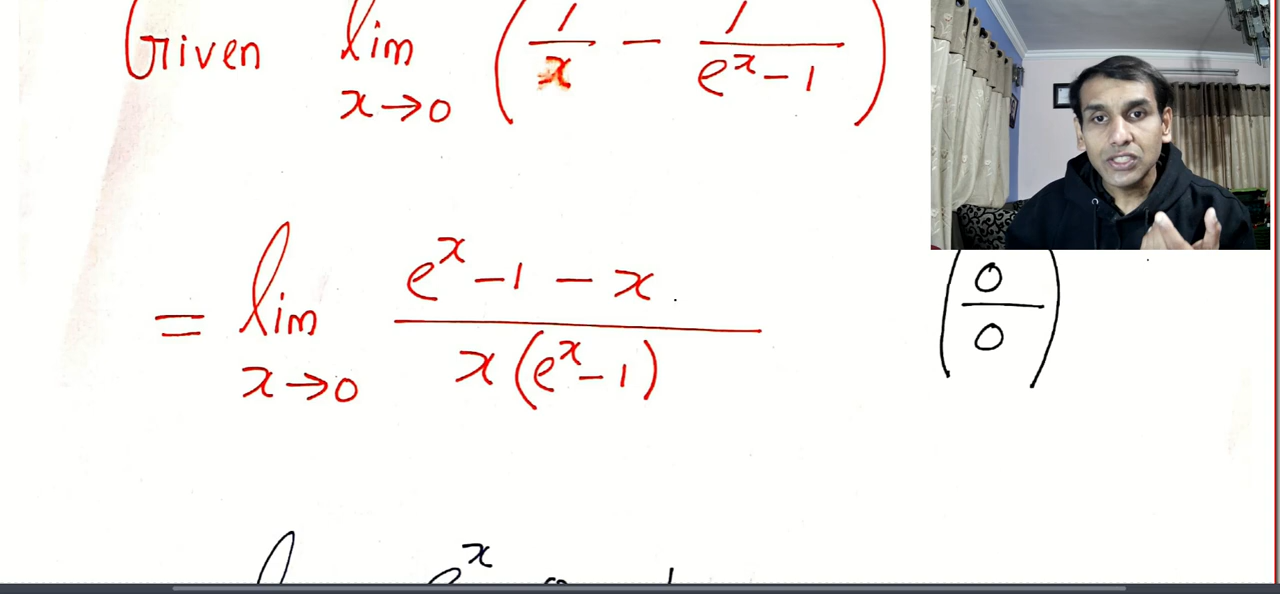 Given lim x→0 (1/x − 1/(e^x − 1))
= lim x→0 (e^x − 1 − x)/(x(e^x − 1)) (0/0)
e^x